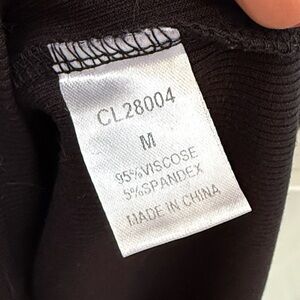 CL28004
M
95%VISCOSE
5%SPANDEX
MADE IN CHINA